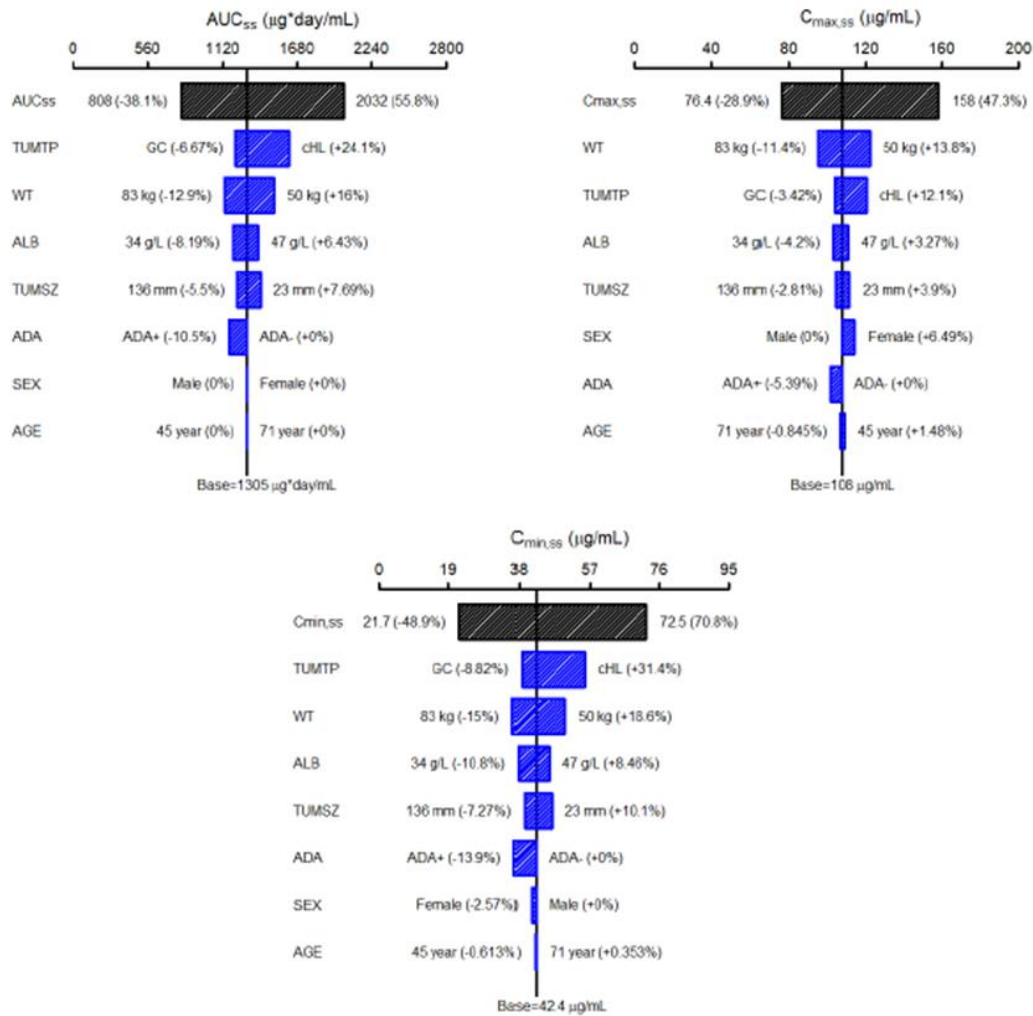 AUCss (μg*day/mL)
0 560 1120 1680 2240 2800
AUCss 808 (-38.1%) 2032 (55.8%)
TUMTP GC (-6.67%) cHL (+24.1%)
WT 83 kg (-12.9%) 50 kg (+16%)
ALB 34 g/L (-8.19%) 47 g/L (+6.43%)
TUMSZ 136 mm (-5.5%) 23 mm (+7.69%)
ADA ADA+ (-10.5%) ADA- (+0%)
SEX Male (0%) Female (+0%)
AGE 45 year (0%) 71 year (+0%)
Base=1305 μg*day/mL
Cmax,ss (μg/mL)
0 40 80 120 160 200
Cmax,ss 76.4 (-28.9%) 158 (47.3%)
WT 83 kg (-11.4%) 50 kg (+13.8%)
TUMTP GC (-3.42%) cHL (+12.1%)
ALB 34 g/L (-4.2%) 47 g/L (+3.27%)
TUMSZ 136 mm (-2.81%) 23 mm (+3.9%)
SEX Male (0%) Female (+6.49%)
ADA ADA+ (-5.39%) ADA- (+0%)
AGE 71 year (-0.845%) 45 year (+1.48%)
Base=108 μg/mL
Cmin,ss (μg/mL)
0 19 38 57 76 95
Cmin,ss 21.7 (-48.9%) 72.5 (70.8%)
TUMTP GC (-8.82%) cHL (+31.4%)
WT 83 kg (-15%) 50 kg (+18.6%)
ALB 34 g/L (-10.8%) 47 g/L (+8.46%)
TUMSZ 136 mm (-7.27%) 23 mm (+10.1%)
ADA ADA+ (-13.9%) ADA- (+0%)
SEX Female (-2.57%) Male (+0%)
AGE 45 year (-0.613%) 71 year (+0.353%)
Base=42.4 μg/mL